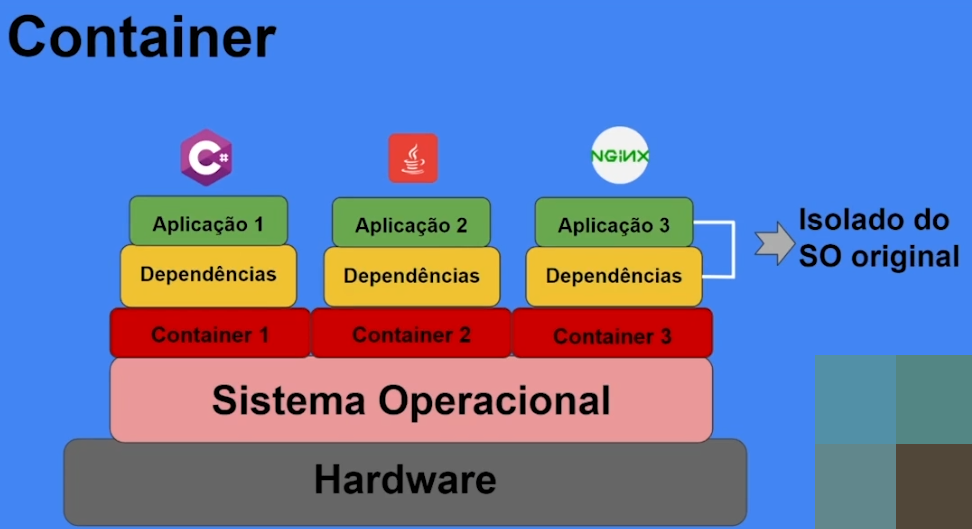 Container
C#
NGiNX
Aplicação 1
Aplicação 2
Aplicação 3
Isolado do
SO original
Dependências
Dependências
Dependências
Container 1
Container 2
Container 3
Sistema Operacional
Hardware